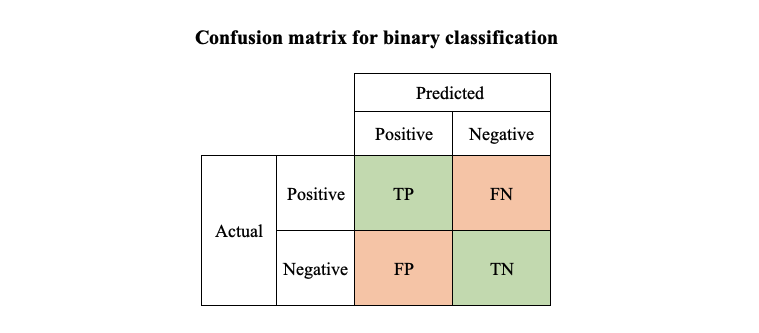 Confusion matrix for binary classification
Predicted
Positive Negative
Positive TP FN
Actual
Negative FP TN